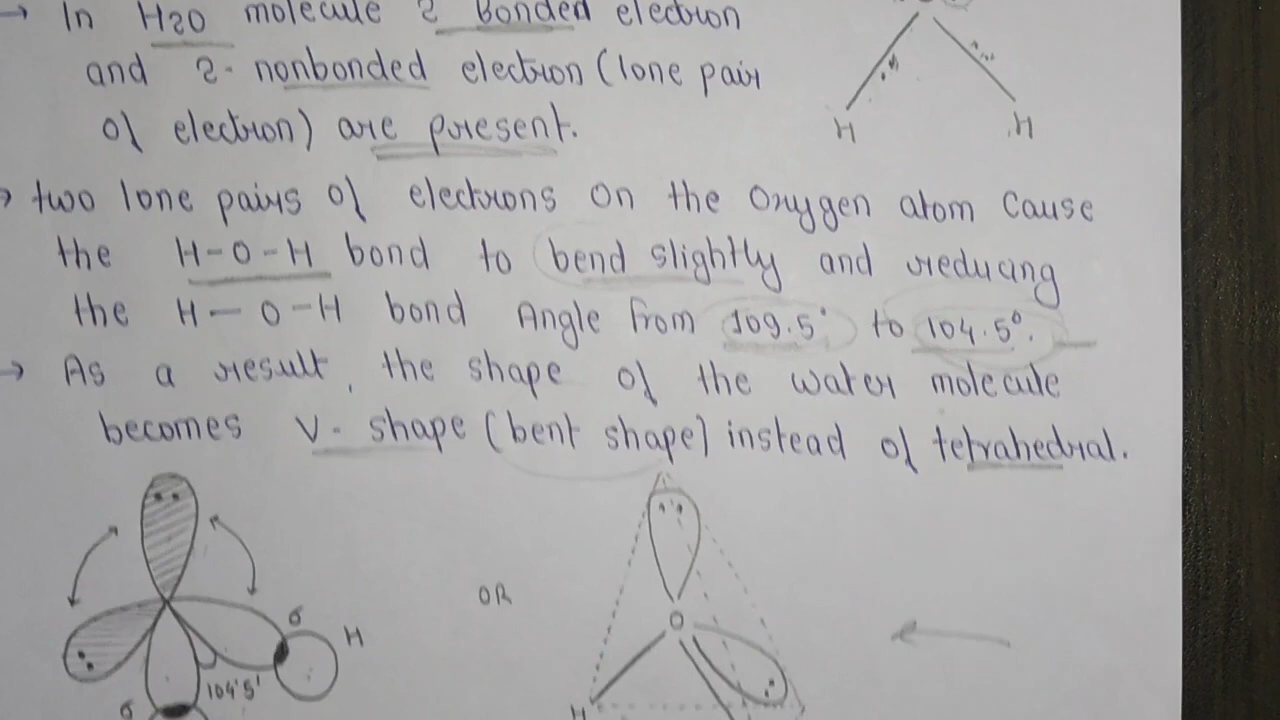 → In H2O molecule 2 Bonded electron
and 2- nonbonded electron (lone pair
of electron) are present.
H H
→ two lone pairs of electrons on the Oxygen atom cause
the H-O-H bond to bend slightly and reducing
the H-O-H bond Angle from 109.5° to 104.5°.
→ As a result, the shape of the water molecule
becomes V- shape (bent shape) instead of tetrahedral.
OR
O
σ H
104'5'
σ
H